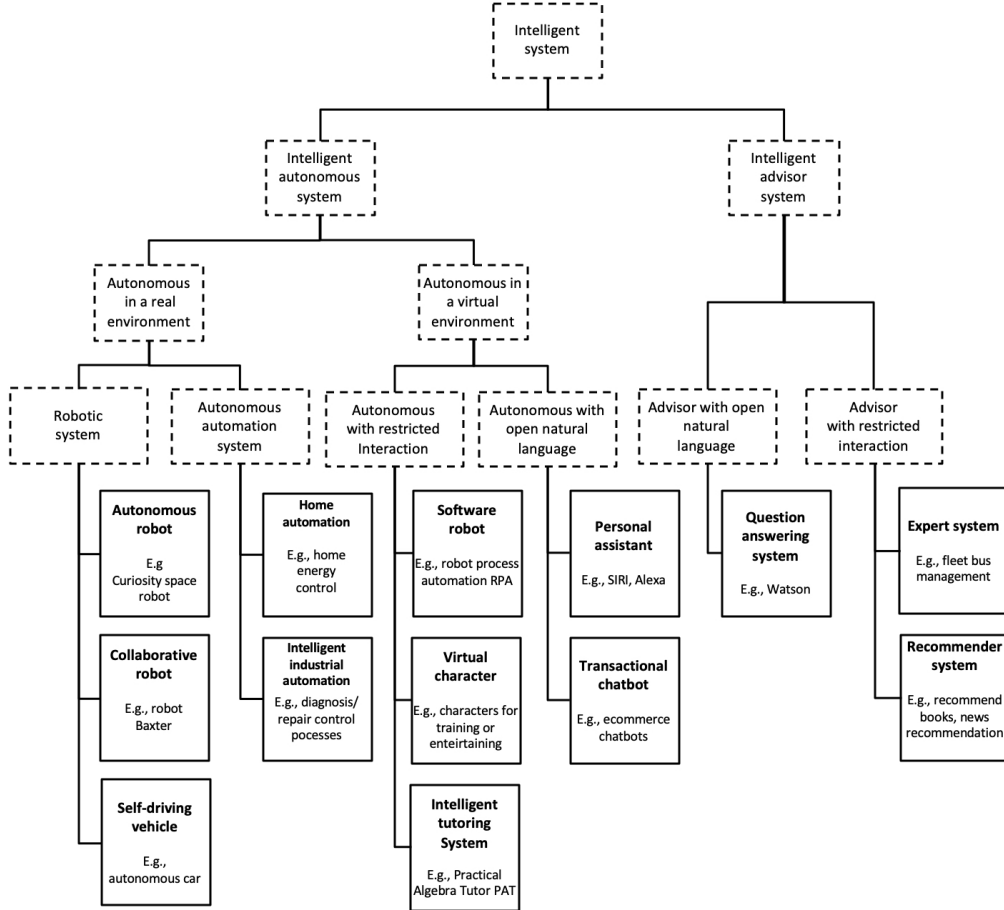 Intelligent
system
Intelligent
autonomous
system
Intelligent
advisor
system
Autonomous
in a real
environment
Autonomous in
a virtual
environment
Robotic
system
Autonomous
automation
system
Autonomous
with restricted
Interaction
Autonomous with
open natural
language
Advisor with open
natural
language
Advisor
with restricted
interaction
Autonomous
robot
E.g
Curiosity space
robot
Home
automation
E.g., home
energy
control
Software
robot
E.g., robot process
automation RPA
Personal
assistant
E.g., SIRI, Alexa
Question
answering
system
E.g., Watson
Expert system
E.g., fleet bus
management
Collaborative
robot
E.g., robot
Baxter
Intelligent
industrial
automation
E.g., diagnosis/
repair control
pocesses
Virtual
character
E.g., characters for
training or
enteirtaining
Transactional
chatbot
E.g., ecommerce
chatbots
Recommender
system
E.g., recommend
books, news
recommendation
Self-driving
vehicle
E.g.,
autonomous car
Intelligent
tutoring
System
E.g., Practical
Algebra Tutor PAT